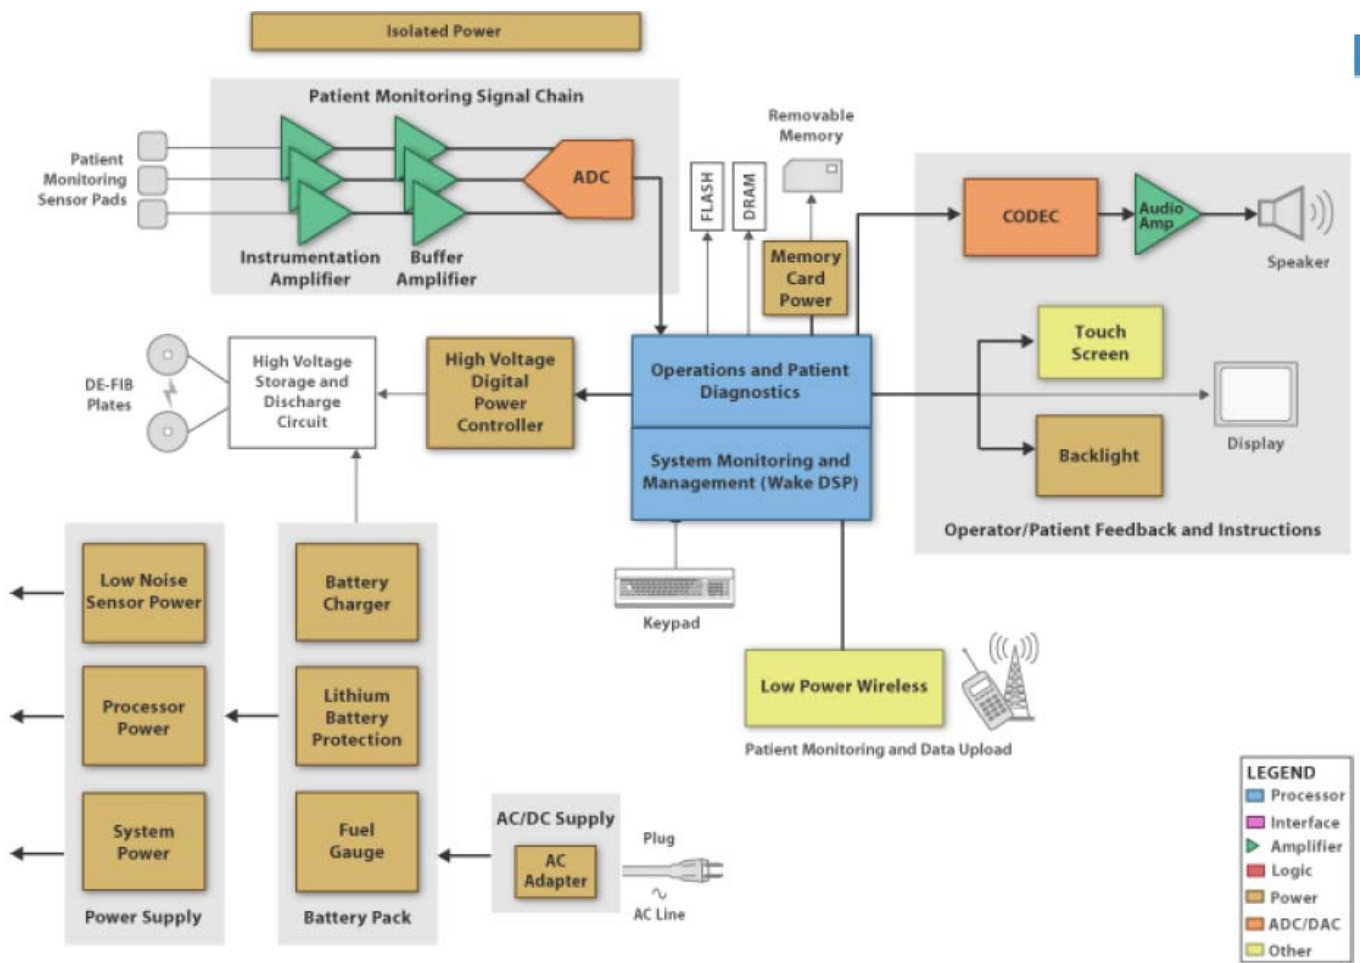 Isolated Power
Patient Monitoring Signal Chain
Patient
Monitoring
Sensor Pads
ADC
Instrumentation
Amplifier
Buffer
Amplifier
FLASH
DRAM
Removable
Memory
Memory
Card
Power
CODEC
Audio
Amp
Speaker
Touch
Screen
Display
Backlight
Operator/Patient Feedback and Instructions
DE-FIB
Plates
High Voltage
Storage and
Discharge
Circuit
High Voltage
Digital
Power
Controller
Operations and Patient
Diagnostics
System Monitoring and
Management (Wake DSP)
Keypad
Low Power Wireless
Patient Monitoring and Data Upload
Low Noise
Sensor Power
Processor
Power
System
Power
Power Supply
Battery
Charger
Lithium
Battery
Protection
Fuel
Gauge
Battery Pack
AC/DC Supply
AC
Adapter
Plug
AC Line
LEGEND
Processor
Interface
Amplifier
Logic
Power
ADC/DAC
Other